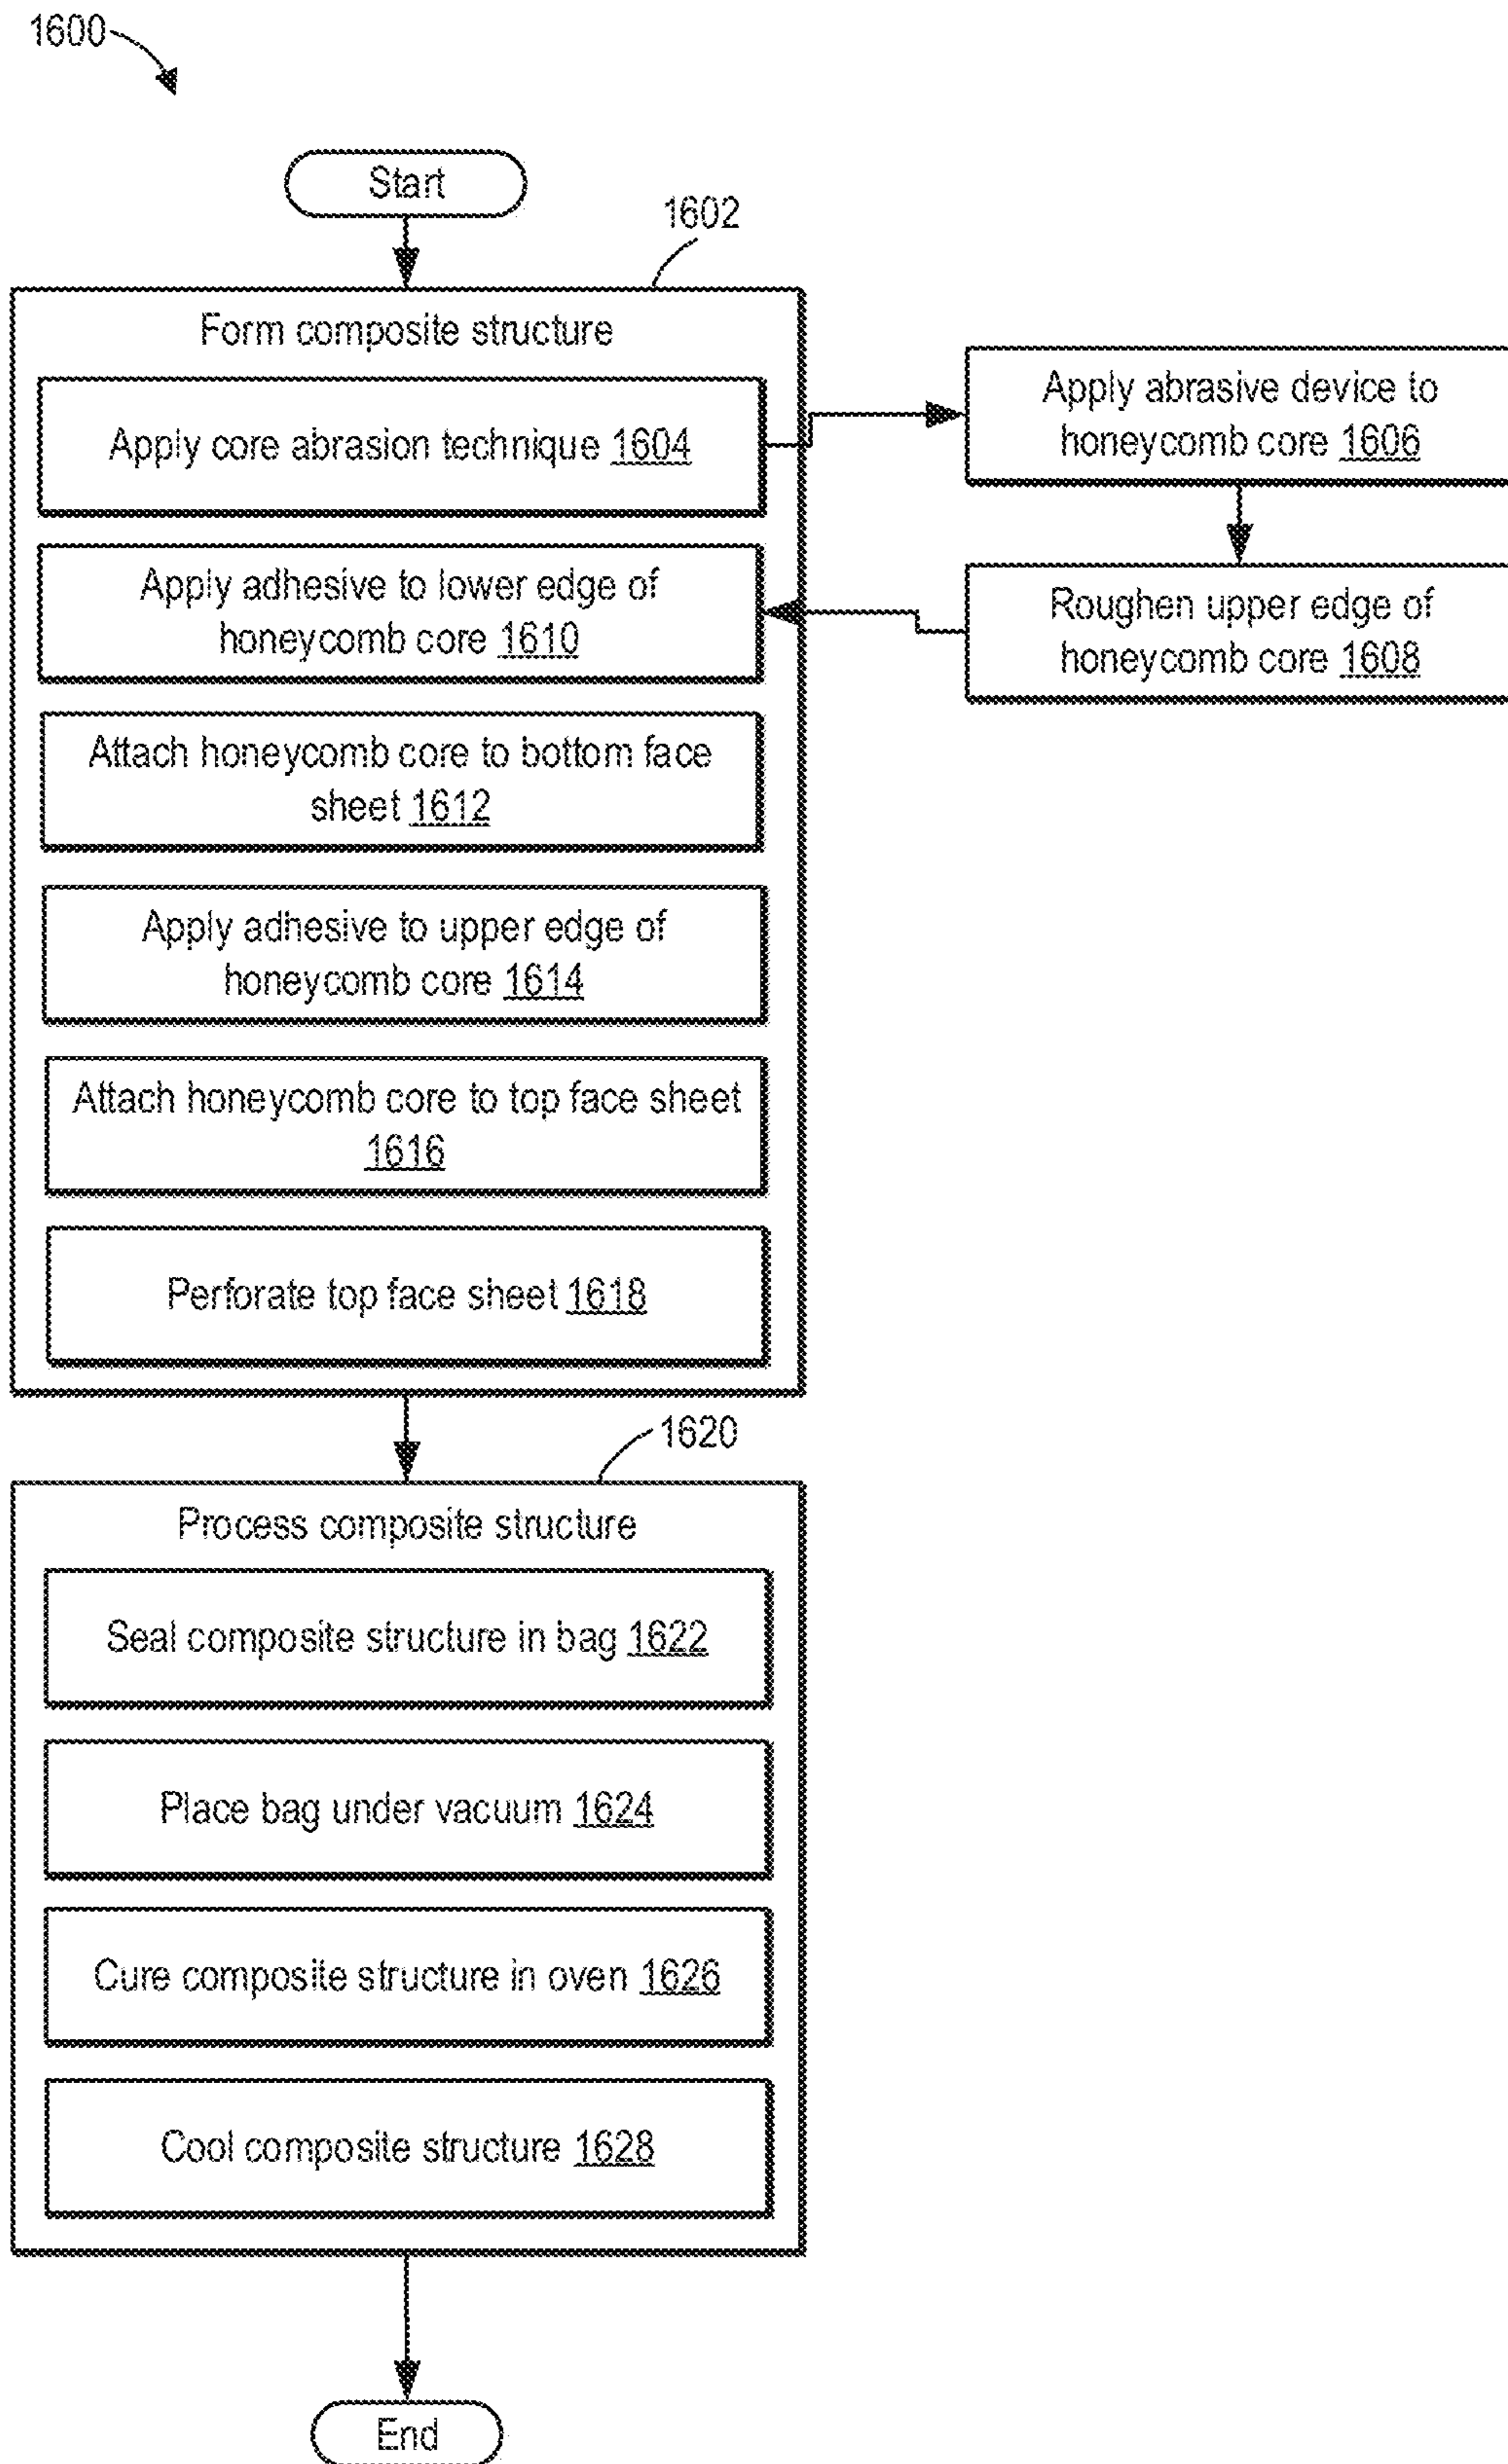 1600
Start
1602
Form composite structure
Apply core abrasion technique 1604
Apply abrasive device to
honeycomb core 1606
Roughen upper edge of
honeycomb core 1608
Apply adhesive to lower edge of
honeycomb core 1610
Attach honeycomb core to bottom face
sheet 1612
Apply adhesive to upper edge of
honeycomb core 1614
Attach honeycomb core to top face sheet
1616
Perforate top face sheet 1618
1620
Process composite structure
Seal composite structure in bag 1622
Place bag under vacuum 1624
Cure composite structure in oven 1626
Cool composite structure 1628
End